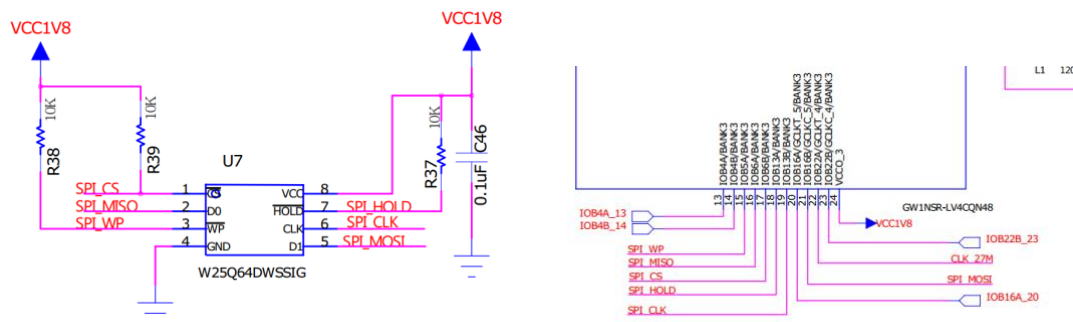 VCC1V8
VCC1V8
10K
10K
10K
R38
R39
R37
C46
0.1uF
U7
SPI_CS
SPI_MISO
SPI_WP
1
2
3
4
CS
D0
WP
GND
VCC
HOLD
CLK
D1
8
7
6
5
SPI_HOLD
SPI_CLK
SPI_MOSI
W25Q64DWSSIG
L1 120
IOB4A/BANK3
IOB4B/BANK3
IOB5A/BANK3
IOB6A/BANK3
IOB6B/BANK3
IOB13A/BANK3
IOB13B/BANK3
IOB16A/GCLKT_5/BANK3
IOB16B/GCLKC_5/BANK3
IOB22A/GCLKT_4/BANK3
IOB22B/GCLKC_4/BANK3
VCCO_3
13
14
15
16
17
18
19
20
21
22
23
24
GW1NSR-LV4CQN48
IOB4A_13
IOB4B_14
VCC1V8
SPI_WP
SPI_MISO
SPI_CS
SPI_HOLD
SPI_CLK
IOB22B_23
CLK_27M
SPI_MOSI
IOB16A_20